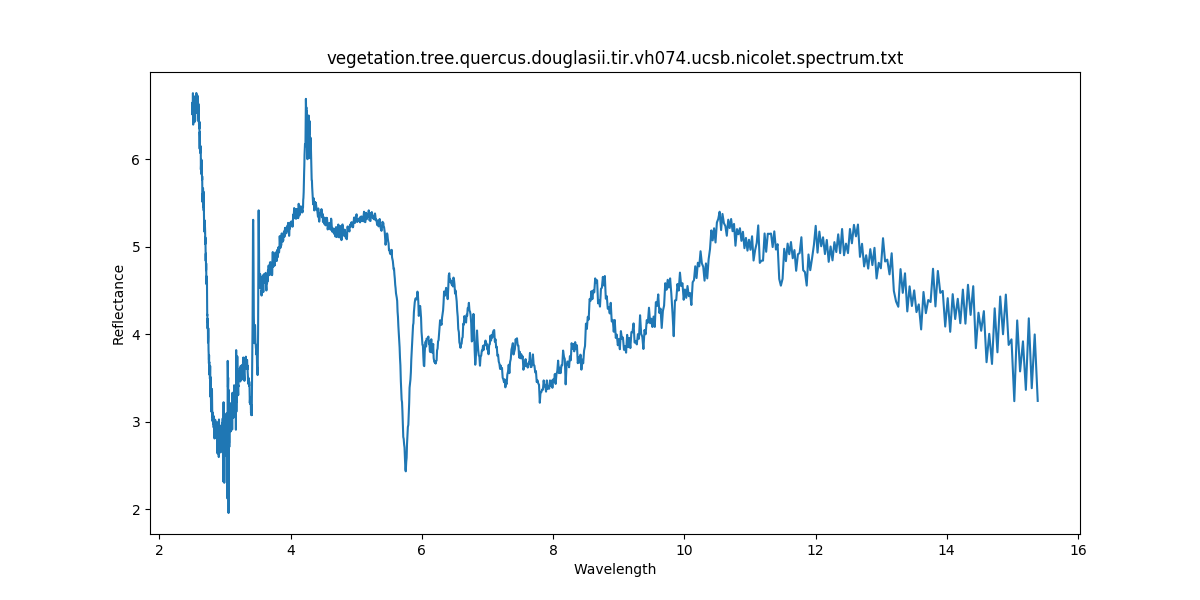 vegetation.tree.quercus.douglasii.tir.vh074.ucsb.nicolet.spectrum.txt
Reflectance
6
5
4
3
2
2 4 6 8 10 12 14 16
Wavelength